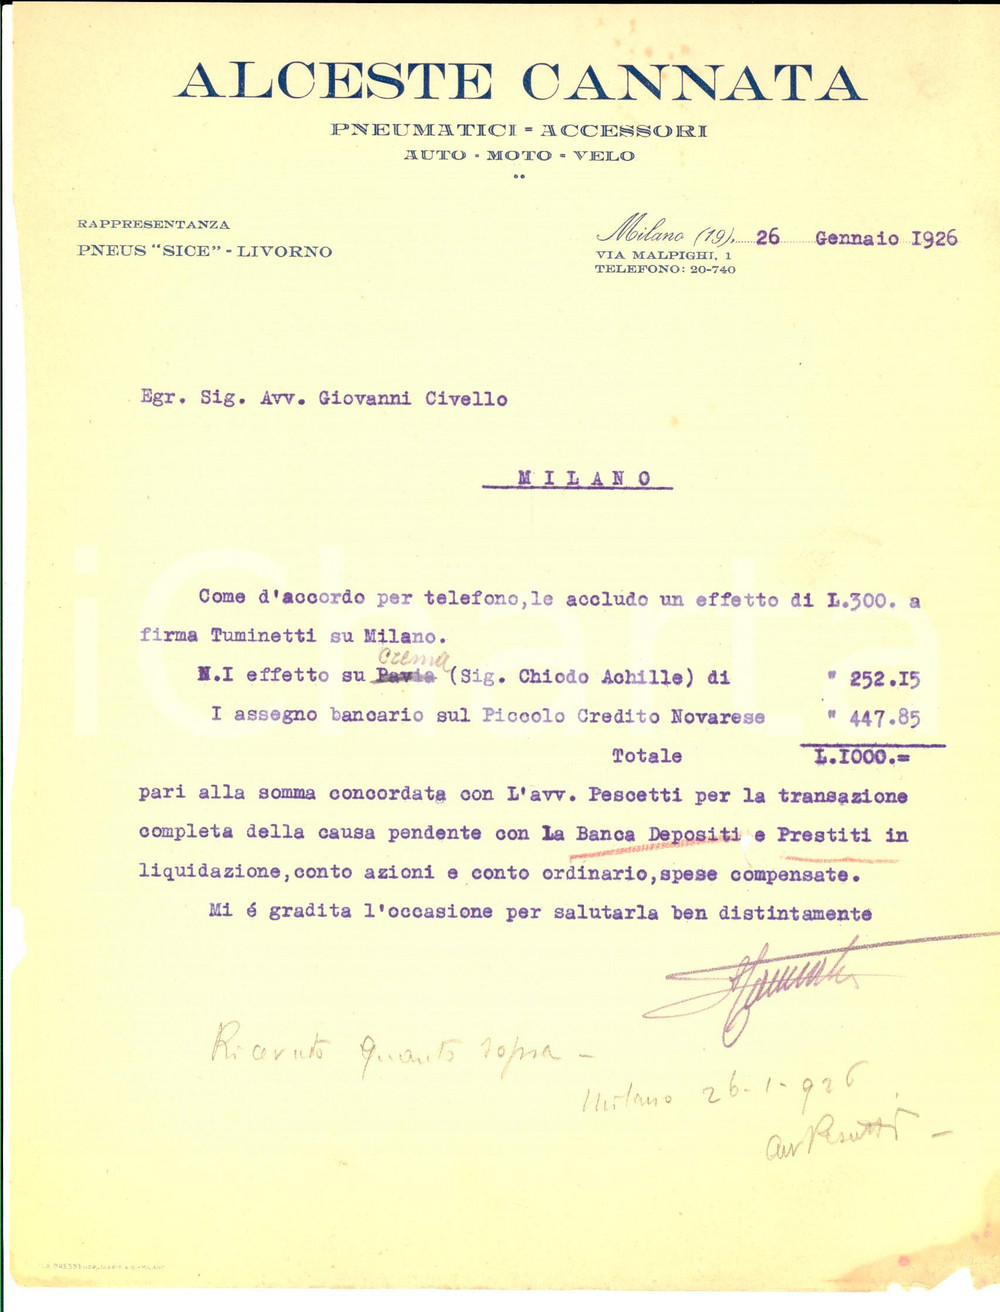 ALCESTE CANNATA
PNEUMATICI - ACCESSORI
AUTO - MOTO - VELO
RAPPRESENTANZA
PNEUS "SICE" - LIVORNO
Milano (19), 26 Gennaio 1926
VIA MALPIGHI, 1
TELEFONO: 20-740
Egr. Sig. Avv. Giovanni Civello
MILANO
Come d'accordo per telefono,le accludo un effetto di L.300. a
firma Tuminetti su Milano.
Crema
N.I effetto su Pavia (Sig. Chiodo Achille) di " 252.15
I assegno bancario sul Piccolo Credito Novarese " 447.85
Totale L.1000.=
pari alla somma concordata con L'avv. Pescetti per la transazione
completa della causa pendente con la Banca Depositi e Prestiti in
liquidazione,conto azioni e conto ordinario,spese compensate.
Mi é gradita l'occasione per salutarla ben distintamente
Ricevuto quanto sopra -
Milano 26-1-926
iCharta